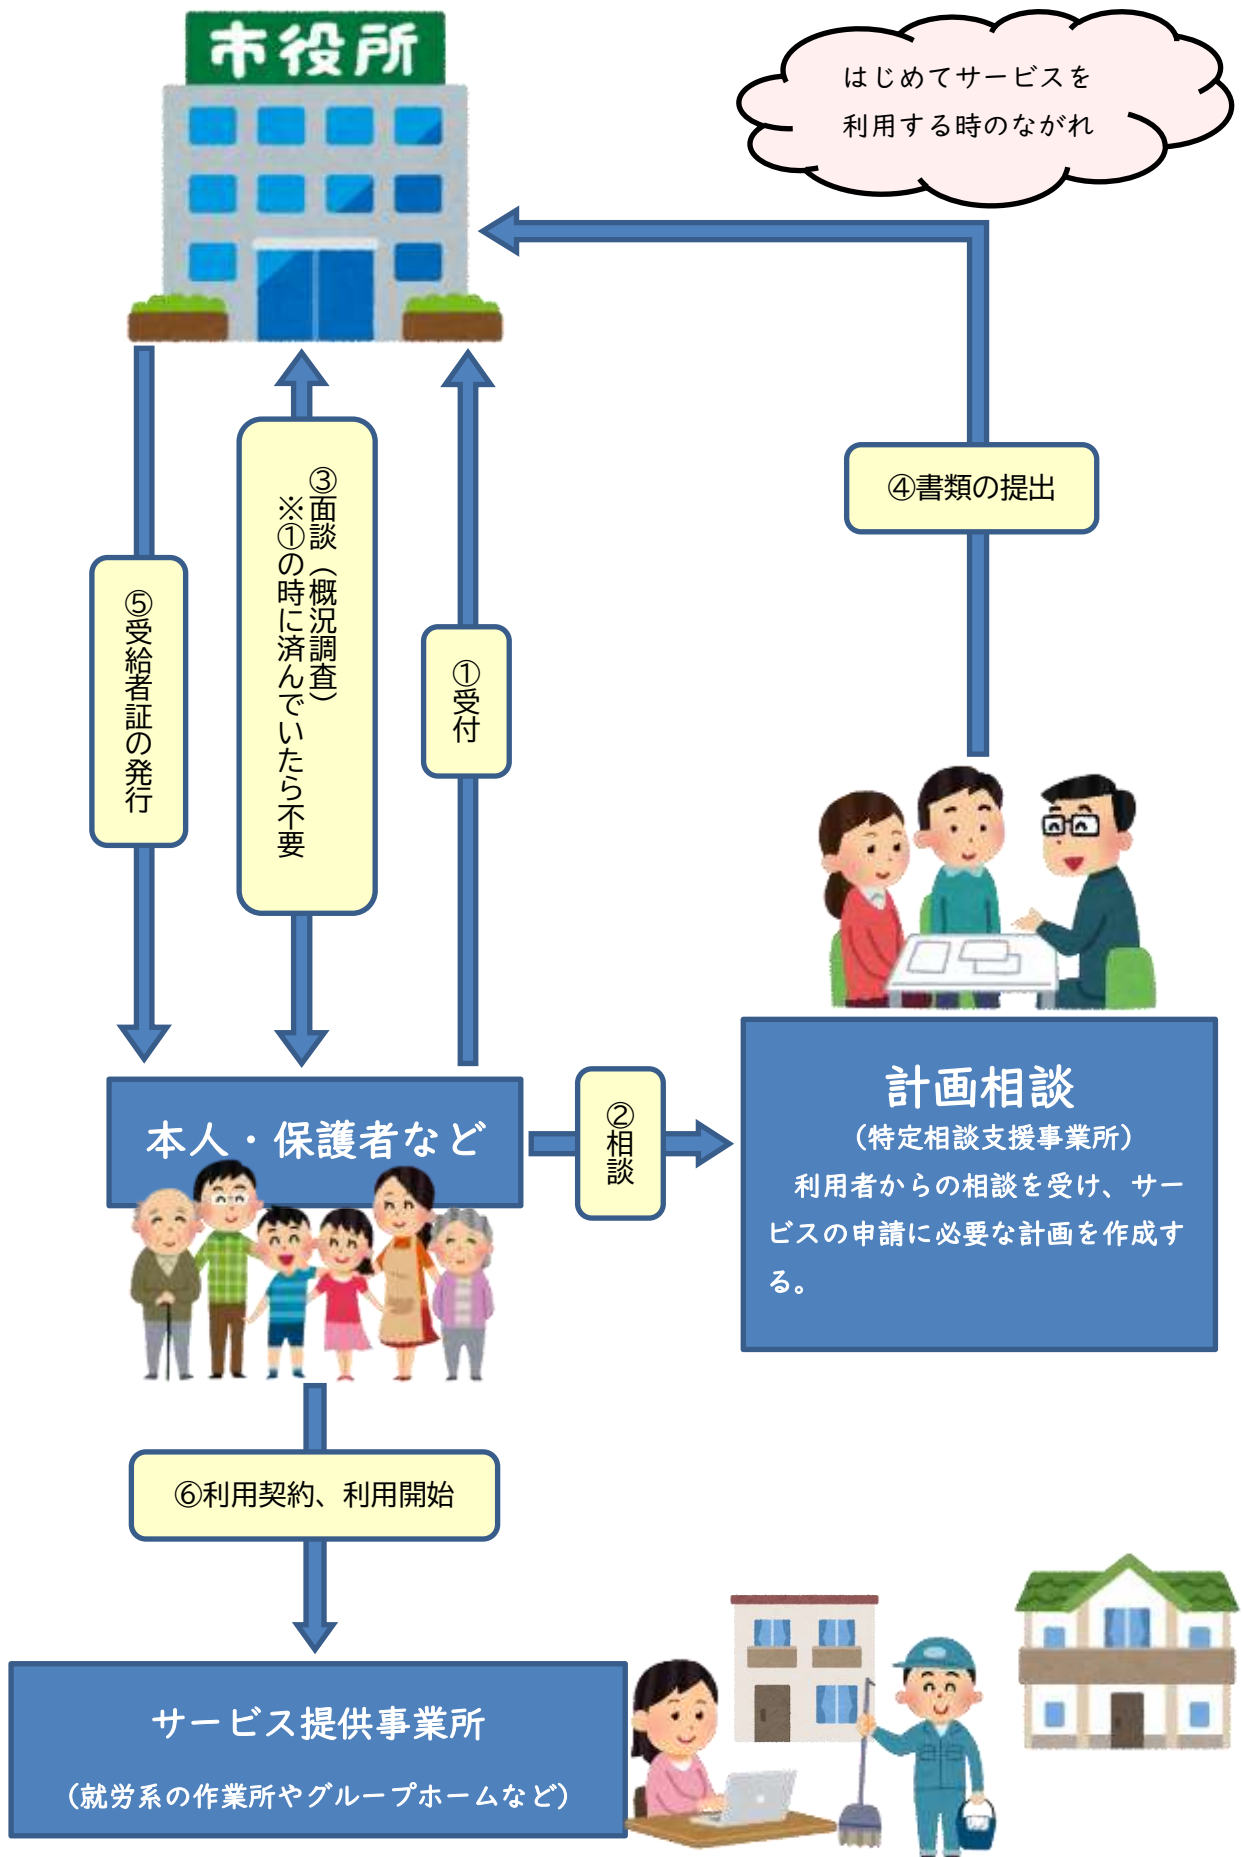 市役所
はじめてサービスを
利用する時のながれ
④書類の提出
③面談（概況調査）
※①の時に済んでいたら不要
⑤受給者証の発行
①受付
計画相談
（特定相談支援事業所）
利用者からの相談を受け、サー
ビスの申請に必要な計画を作成す
る。
本人・保護者など
②相談
⑥利用契約、利用開始
サービス提供事業所
（就労系の作業所やグループホームなど）